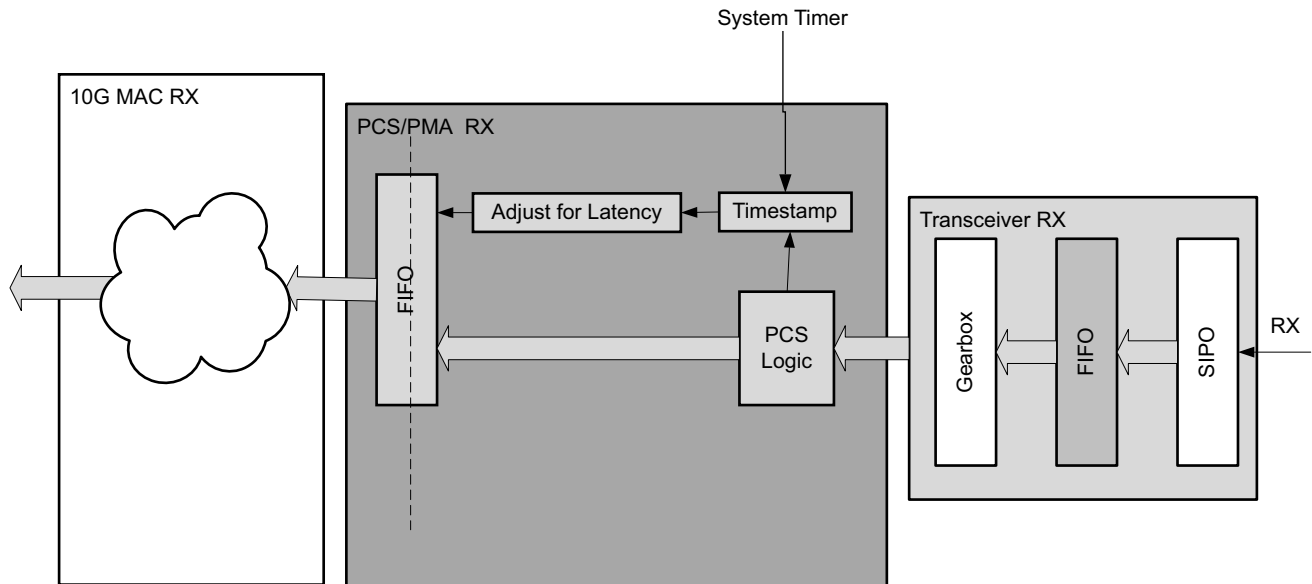 System Timer
10G MAC RX
PCS/PMA RX
FIFO
Adjust for Latency
Timestamp
PCS
Logic
Transceiver RX
Gearbox
FIFO
SIPO
RX